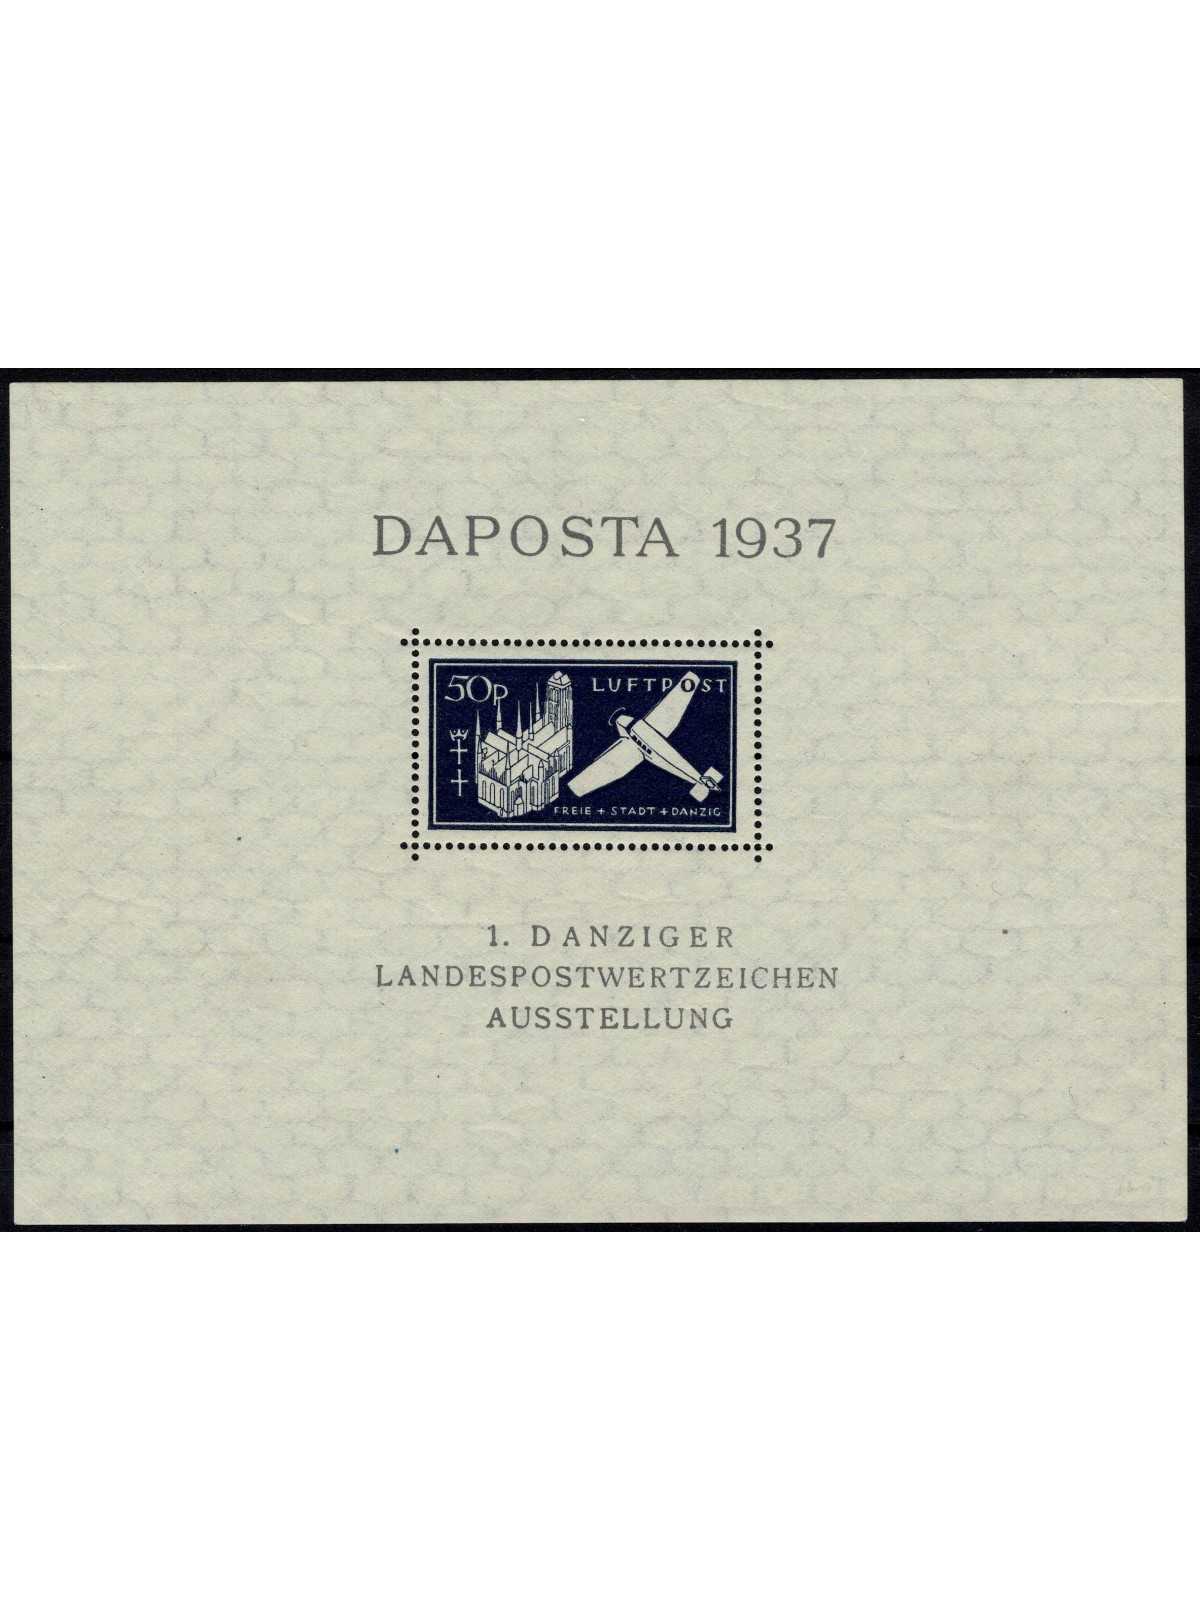 DAPOSTA 1937
50p
LUFTPOST
FREIE + STADT + DANZIG
1. DANZIGER
LANDESPOSTWERTZEICHEN
AUSSTELLUNG